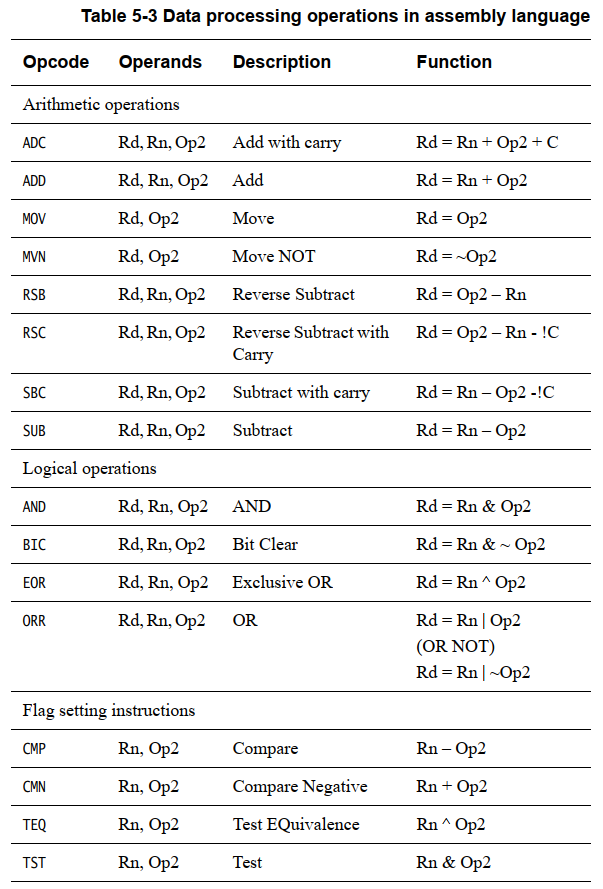 Table 5-3 Data processing operations in assembly language
Opcode Operands Description Function
Arithmetic operations
ADC Rd, Rn, Op2 Add with carry Rd = Rn + Op2 + C
ADD Rd, Rn, Op2 Add Rd = Rn + Op2
MOV Rd, Op2 Move Rd = Op2
MVN Rd, Op2 Move NOT Rd = ~Op2
RSB Rd, Rn, Op2 Reverse Subtract Rd = Op2 – Rn
RSC Rd, Rn, Op2 Reverse Subtract with Rd = Op2 – Rn - !C
Carry
SBC Rd, Rn, Op2 Subtract with carry Rd = Rn – Op2 -!C
SUB Rd, Rn, Op2 Subtract Rd = Rn – Op2
Logical operations
AND Rd, Rn, Op2 AND Rd = Rn & Op2
BIC Rd, Rn, Op2 Bit Clear Rd = Rn & ~ Op2
EOR Rd, Rn, Op2 Exclusive OR Rd = Rn ^ Op2
ORR Rd, Rn, Op2 OR Rd = Rn | Op2
(OR NOT)
Rd = Rn | ~Op2
Flag setting instructions
CMP Rn, Op2 Compare Rn – Op2
CMN Rn, Op2 Compare Negative Rn + Op2
TEQ Rn, Op2 Test EQuivalence Rn ^ Op2
TST Rn, Op2 Test Rn & Op2